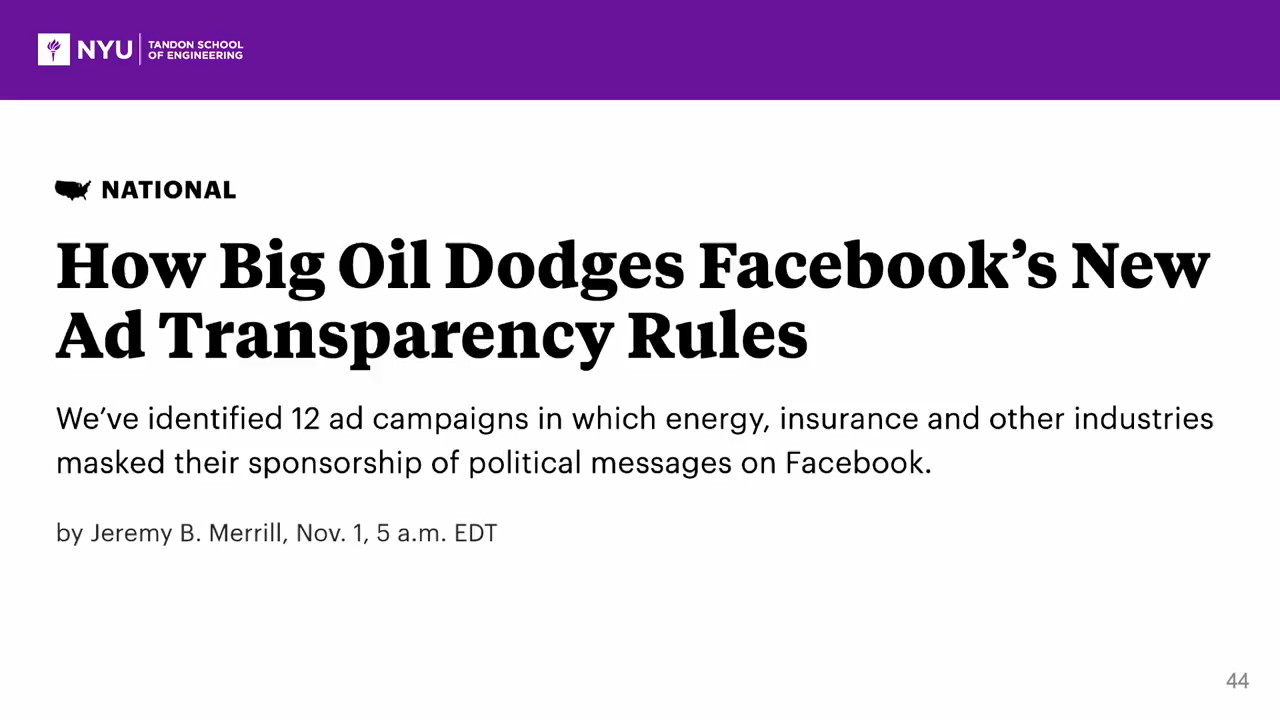 NYU
TANDON SCHOOL
OF ENGINEERING
NATIONAL
How Big Oil Dodges Facebook’s New
Ad Transparency Rules
We’ve identified 12 ad campaigns in which energy, insurance and other industries
masked their sponsorship of political messages on Facebook.
by Jeremy B. Merrill, Nov. 1, 5 a.m. EDT
44